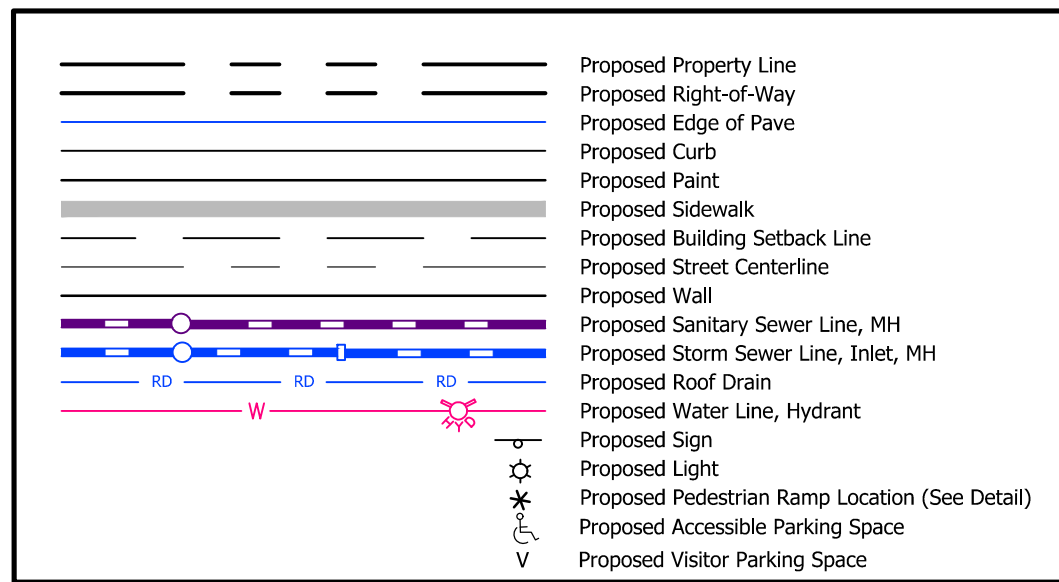 Proposed Property Line
Proposed Right-of-Way
Proposed Edge of Pave
Proposed Curb
Proposed Paint
Proposed Sidewalk
Proposed Building Setback Line
Proposed Street Centerline
Proposed Wall
Proposed Sanitary Sewer Line, MH
Proposed Storm Sewer Line, Inlet, MH
RD RD RD Proposed Roof Drain
W HYD Proposed Water Line, Hydrant
Proposed Sign
Proposed Light
Proposed Pedestrian Ramp Location (See Detail)
Proposed Accessible Parking Space
V Proposed Visitor Parking Space